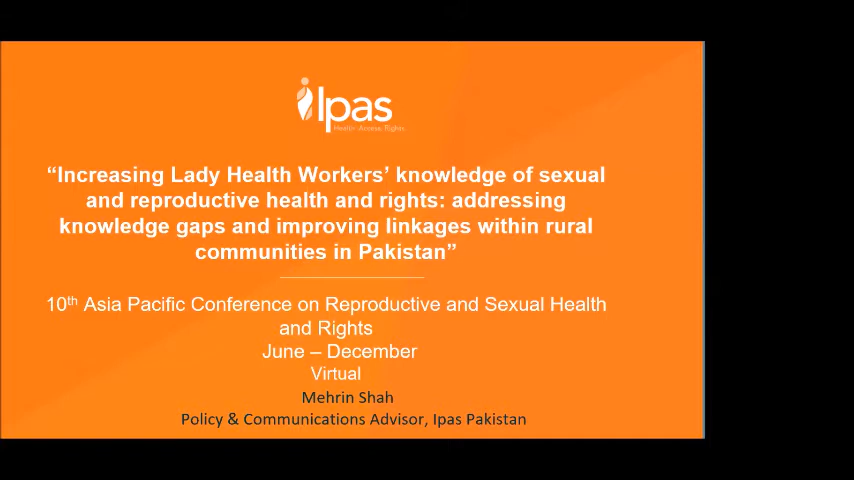 Ipas
Health. Access. Rights.
“Increasing Lady Health Workers’ knowledge of sexual
and reproductive health and rights: addressing
knowledge gaps and improving linkages within rural
communities in Pakistan”
10th Asia Pacific Conference on Reproductive and Sexual Health
and Rights
June – December
Virtual
Mehrin Shah
Policy & Communications Advisor, Ipas Pakistan